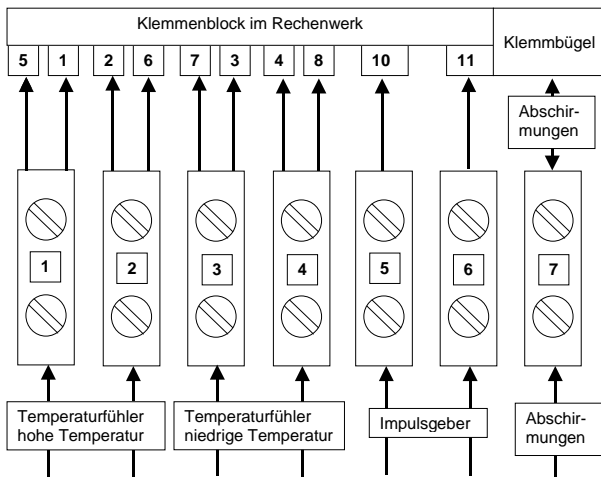 Klemmenblock im Rechenwerk
Klemmbügel
5 1 2 6 7 3 4 8 10 11
Abschir-
mungen
1 2 3 4 5 6 7
Temperaturfühler
hohe Temperatur
Temperaturfühler
niedrige Temperatur
Impulsgeber
Abschir-
mungen